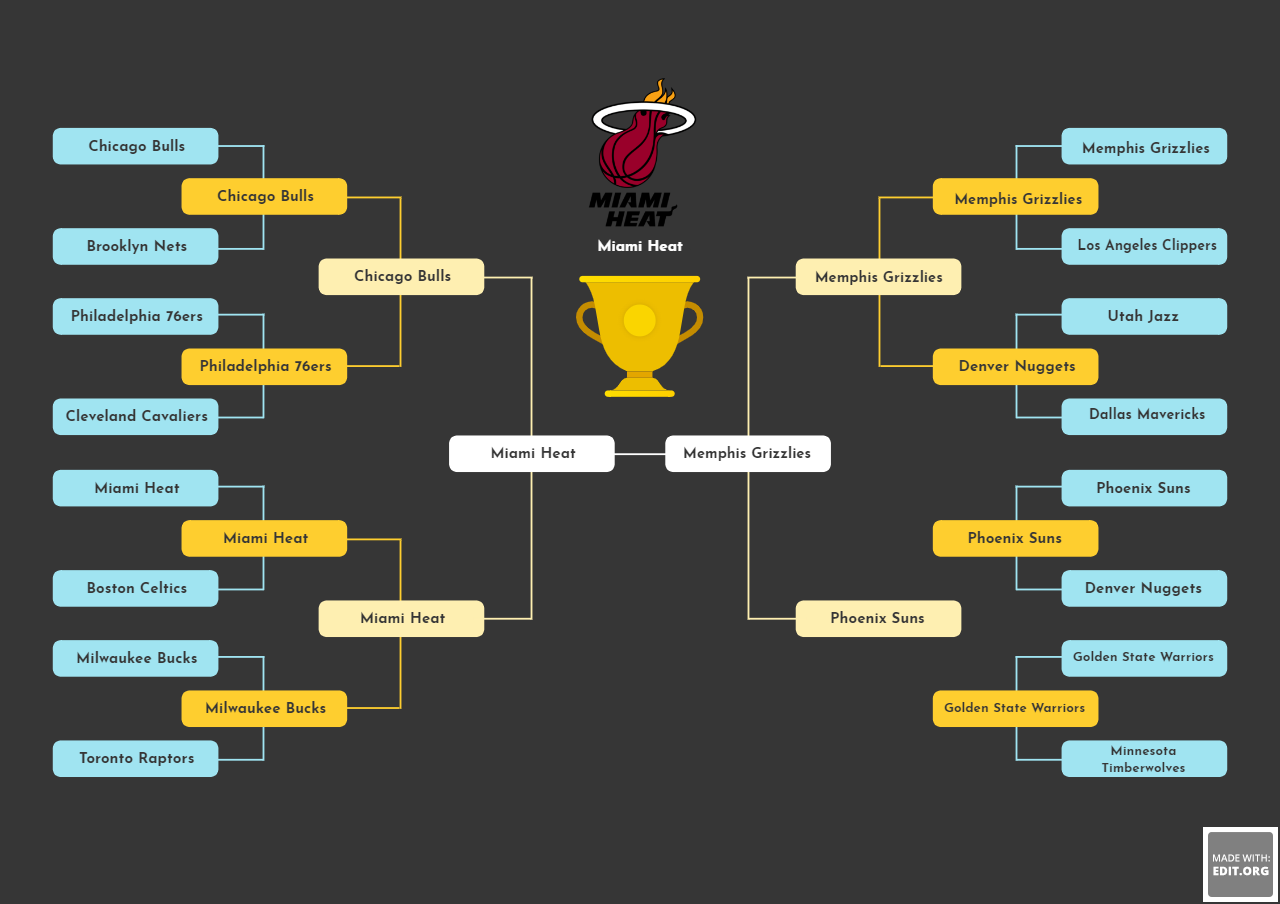 MIAMI
HEAT
Miami Heat
Chicago Bulls
Chicago Bulls
Brooklyn Nets
Chicago Bulls
Philadelphia 76ers
Philadelphia 76ers
Cleveland Cavaliers
Miami Heat
Miami Heat
Miami Heat
Boston Celtics
Miami Heat
Milwaukee Bucks
Milwaukee Bucks
Toronto Raptors
Memphis Grizzlies
Memphis Grizzlies
Memphis Grizzlies
Los Angeles Clippers
Memphis Grizzlies
Utah Jazz
Denver Nuggets
Dallas Mavericks
Phoenix Suns
Phoenix Suns
Denver Nuggets
Phoenix Suns
Golden State Warriors
Golden State Warriors
Minnesota
Timberwolves
MADE WITH:
EDIT.ORG